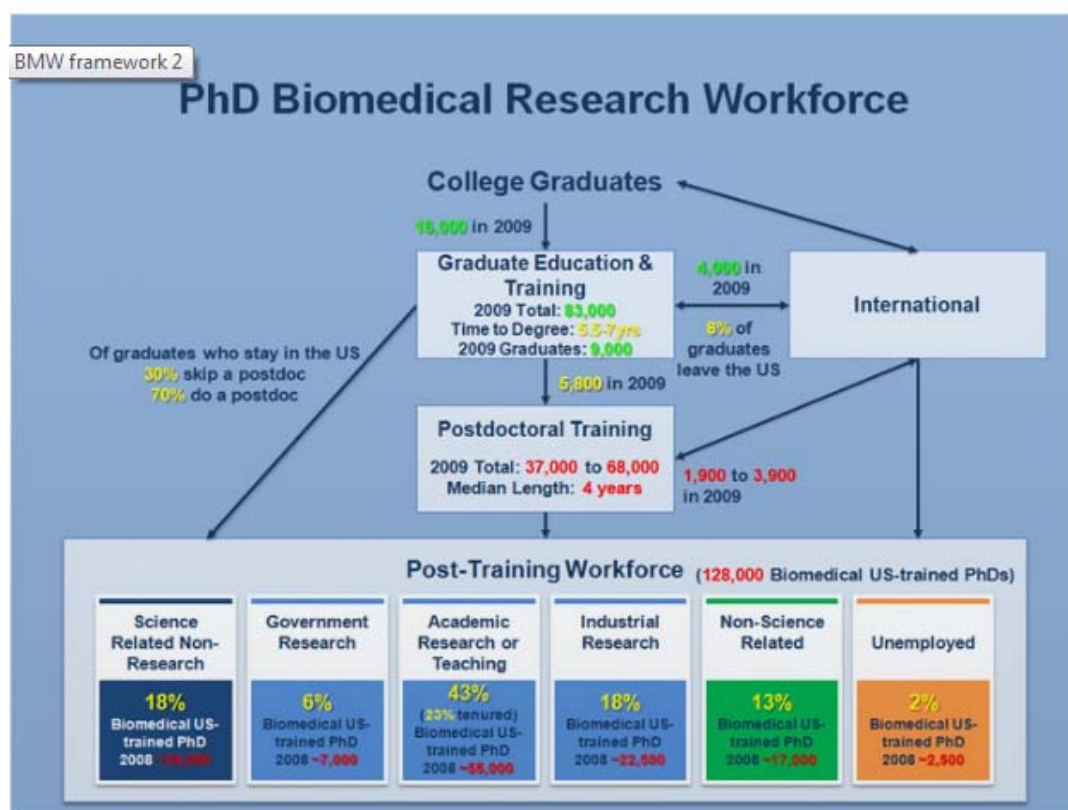 BMW framework 2
PhD Biomedical Research Workforce
College Graduates
16,000 in 2009
Graduate Education &
Training
2009 Total: 83,000
Time to Degree: 5.5-7yrs
2009 Graduates: 9,000
4,000 in
2009
8% of
graduates
leave the US
International
Of graduates who stay in the US
30% skip a postdoc
70% do a postdoc
5,800 in 2009
Postdoctoral Training
2009 Total: 37,000 to 68,000
Median Length: 4 years
1,900 to 3,900
in 2009
Post-Training Workforce (128,000 Biomedical US-trained PhDs)
Science
Related Non-
Research
18%
Biomedical US-
trained PhD
2008
Government
Research
6%
Biomedical US-
trained PhD
2008 ~7,000
Academic
Research or
Teaching
43%
(23% tenured)
Biomedical US-
trained PhD
2008 ~55,000
Industrial
Research
18%
Biomedical US-
trained PhD
2008 ~22,500
Non-Science
Related
13%
Biomedical US-
trained PhD
2008 ~17,000
Unemployed
2%
Biomedical US-
trained PhD
2008 ~2,500